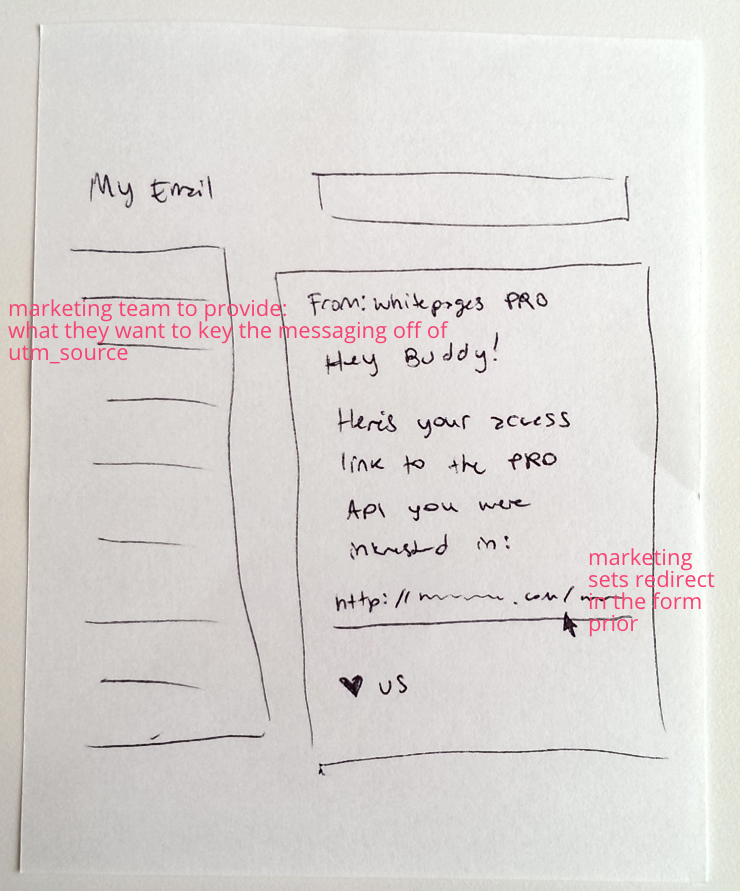 My Email
marketing team to provide:
what they want to key the messaging off of
utm_source
From: whitepages PRO
Hey Buddy!
Here's your access
link to the PRO
API you were
interested in:
http:// .com/
marketing
sets redirect
in the form
prior
♥ US